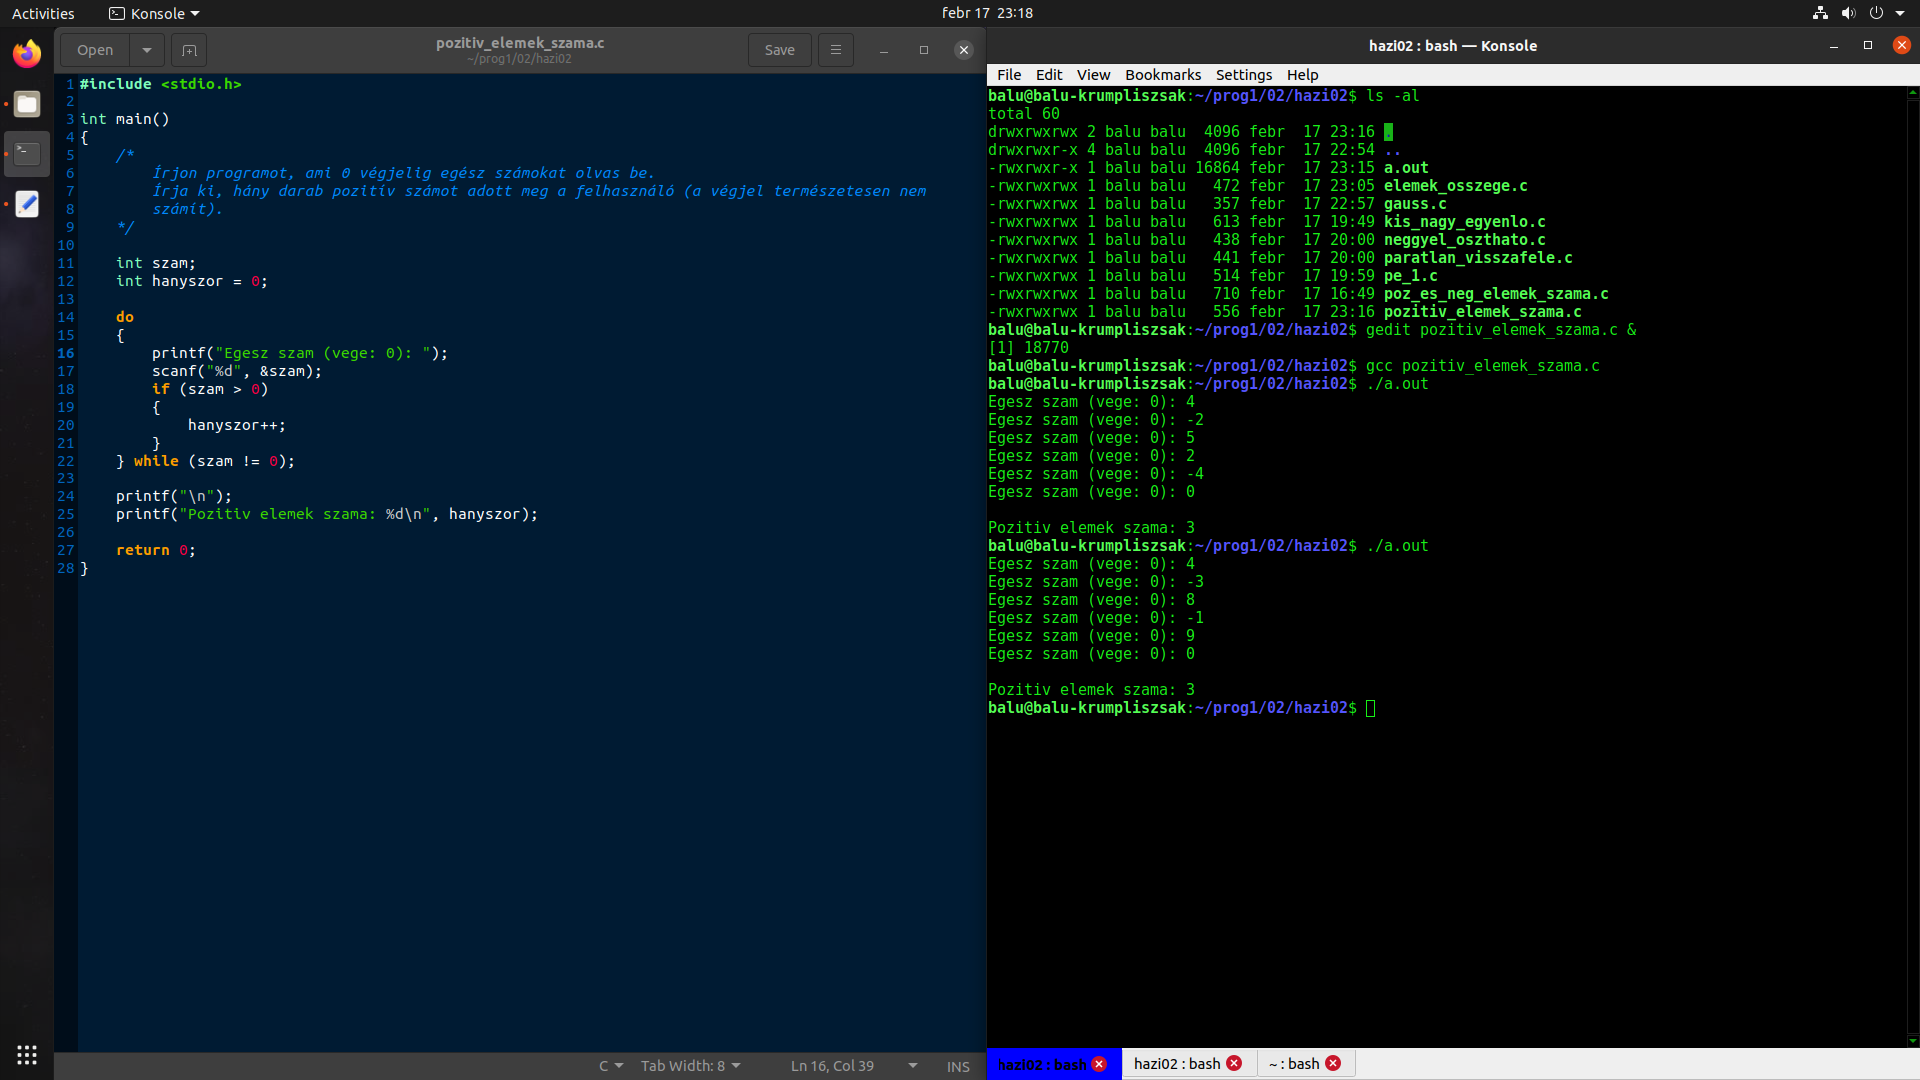 Activities
Konsole
febr 17 23:18
Open
pozitiv_elemek_szama.c
~/prog1/02/hazi02
Save
1 #include <stdio.h>
2
3 int main()
4 {
5 /*
6 Írjon programot, ami 0 végjelig egész számokat olvas be.
7 Írja ki, hány darab pozitív számot adott meg a felhasználó (a végjel természetesen nem
8 számít).
9 */
10
11 int szam;
12 int hanyszor = 0;
13
14 do
15 {
16 printf("Egesz szam (vege: 0): ");
17 scanf("%d", &szam);
18 if (szam > 0)
19 {
20 hanyszor++;
21 }
22 } while (szam != 0);
23
24 printf("\n");
25 printf("Pozitiv elemek szama: %d\n", hanyszor);
26
27 return 0;
28 }
C
Tab Width: 8
Ln 16, Col 39
INS
hazi02 : bash — Konsole
File Edit View Bookmarks Settings Help
balu@balu-krumpliszsak:~/prog1/02/hazi02$ ls -al
total 60
drwxrwxrwx 2 balu balu 4096 febr 17 23:16 .
drwxrwxr-x 4 balu balu 4096 febr 17 22:54 ..
-rwxrwxr-x 1 balu balu 16864 febr 17 23:15 a.out
-rwxrwxrwx 1 balu balu 472 febr 17 23:05 elemek_osszege.c
-rwxrwxrwx 1 balu balu 357 febr 17 22:57 gauss.c
-rwxrwxrwx 1 balu balu 613 febr 17 19:49 kis_nagy_egyenlo.c
-rwxrwxrwx 1 balu balu 438 febr 17 20:00 neggyel_oszthato.c
-rwxrwxrwx 1 balu balu 441 febr 17 20:00 paratlan_visszafele.c
-rwxrwxrwx 1 balu balu 514 febr 17 19:59 pe_1.c
-rwxrwxrwx 1 balu balu 710 febr 17 16:49 poz_es_neg_elemek_szama.c
-rwxrwxrwx 1 balu balu 556 febr 17 23:16 pozitiv_elemek_szama.c
balu@balu-krumpliszsak:~/prog1/02/hazi02$ gedit pozitiv_elemek_szama.c &
[1] 18770
balu@balu-krumpliszsak:~/prog1/02/hazi02$ gcc pozitiv_elemek_szama.c
balu@balu-krumpliszsak:~/prog1/02/hazi02$ ./a.out
Egesz szam (vege: 0): 4
Egesz szam (vege: 0): -2
Egesz szam (vege: 0): 5
Egesz szam (vege: 0): 2
Egesz szam (vege: 0): -4
Egesz szam (vege: 0): 0

Pozitiv elemek szama: 3
balu@balu-krumpliszsak:~/prog1/02/hazi02$ ./a.out
Egesz szam (vege: 0): 4
Egesz szam (vege: 0): -3
Egesz szam (vege: 0): 8
Egesz szam (vege: 0): -1
Egesz szam (vege: 0): 9
Egesz szam (vege: 0): 0

Pozitiv elemek szama: 3
balu@balu-krumpliszsak:~/prog1/02/hazi02$
hazi02 : bash
hazi02 : bash
~ : bash